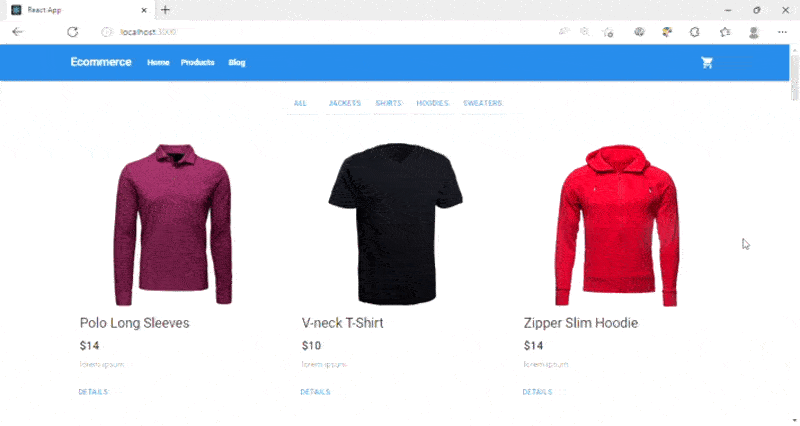 React App
localhost:3000
Ecommerce Home Products Blog
ALL JACKETS SHIRTS HOODIES SWEATERS
Polo Long Sleeves V-neck T-Shirt Zipper Slim Hoodie
$14 $10 $14
lorem ipsum lorem ipsum lorem ipsum
DETAILS DETAILS DETAILS